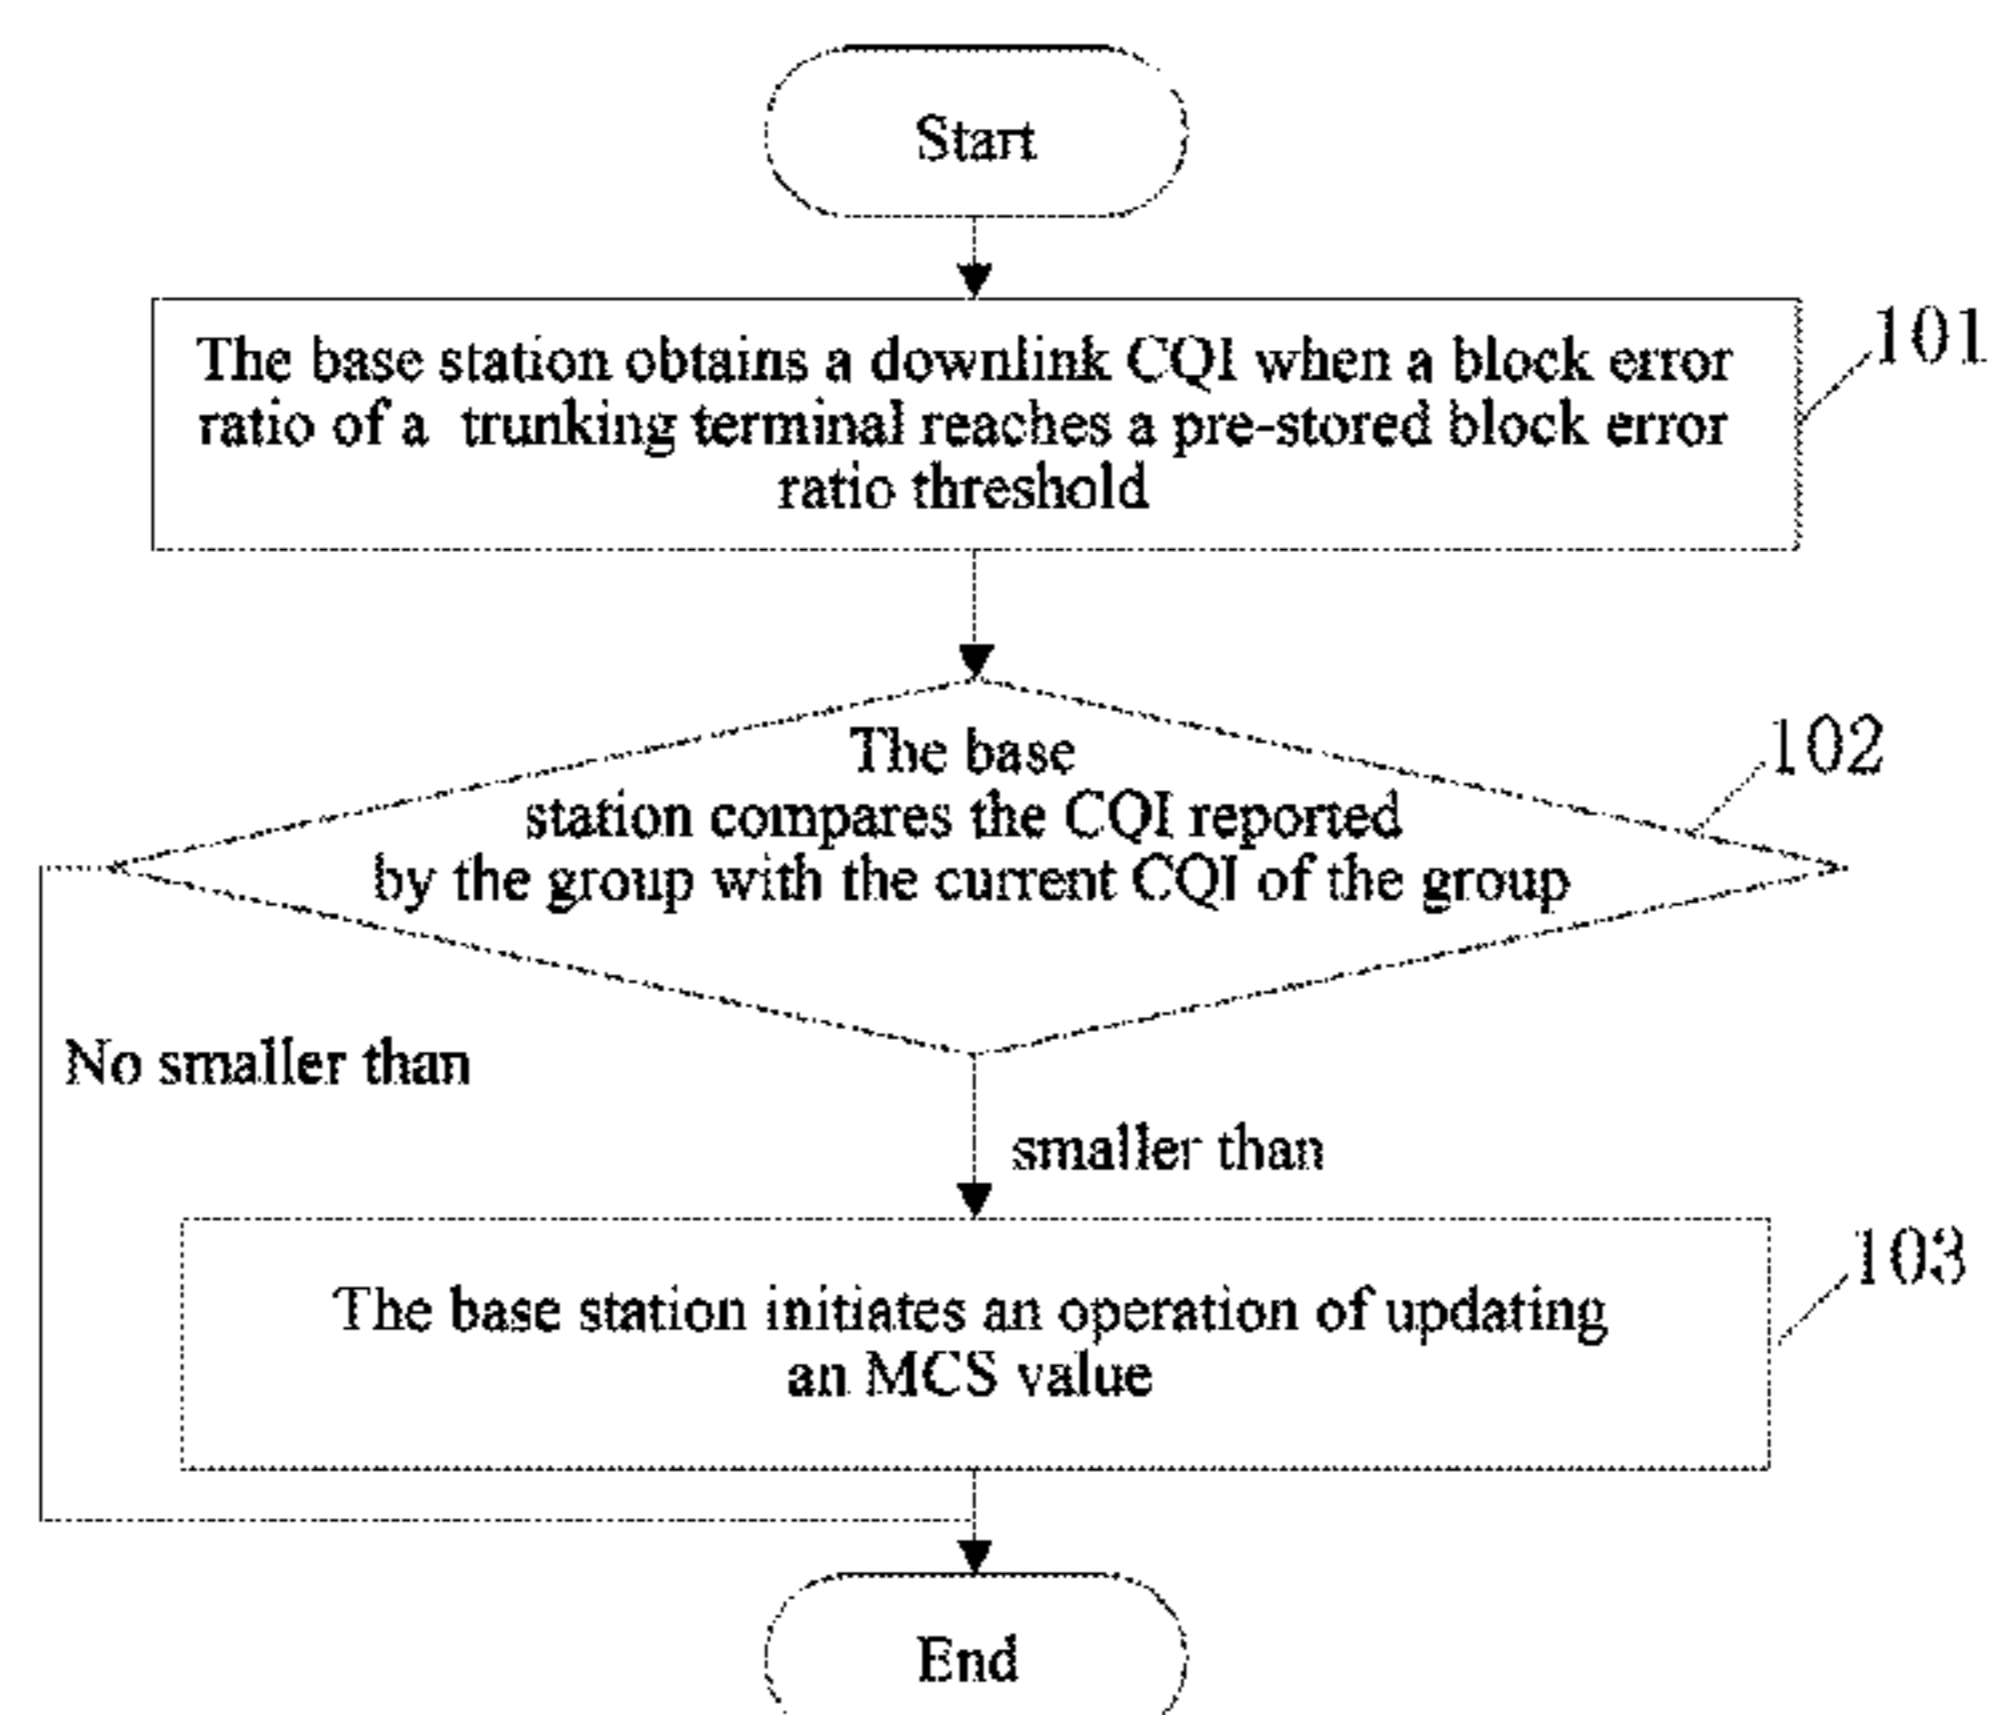 Start
The base station obtains a downlink CQI when a block error
ratio of a trunking terminal reaches a pre-stored block error
ratio threshold
101
The base
station compares the CQI reported
by the group with the current CQI of the group
102
No smaller than
smaller than
The base station initiates an operation of updating
an MCS value
103
End